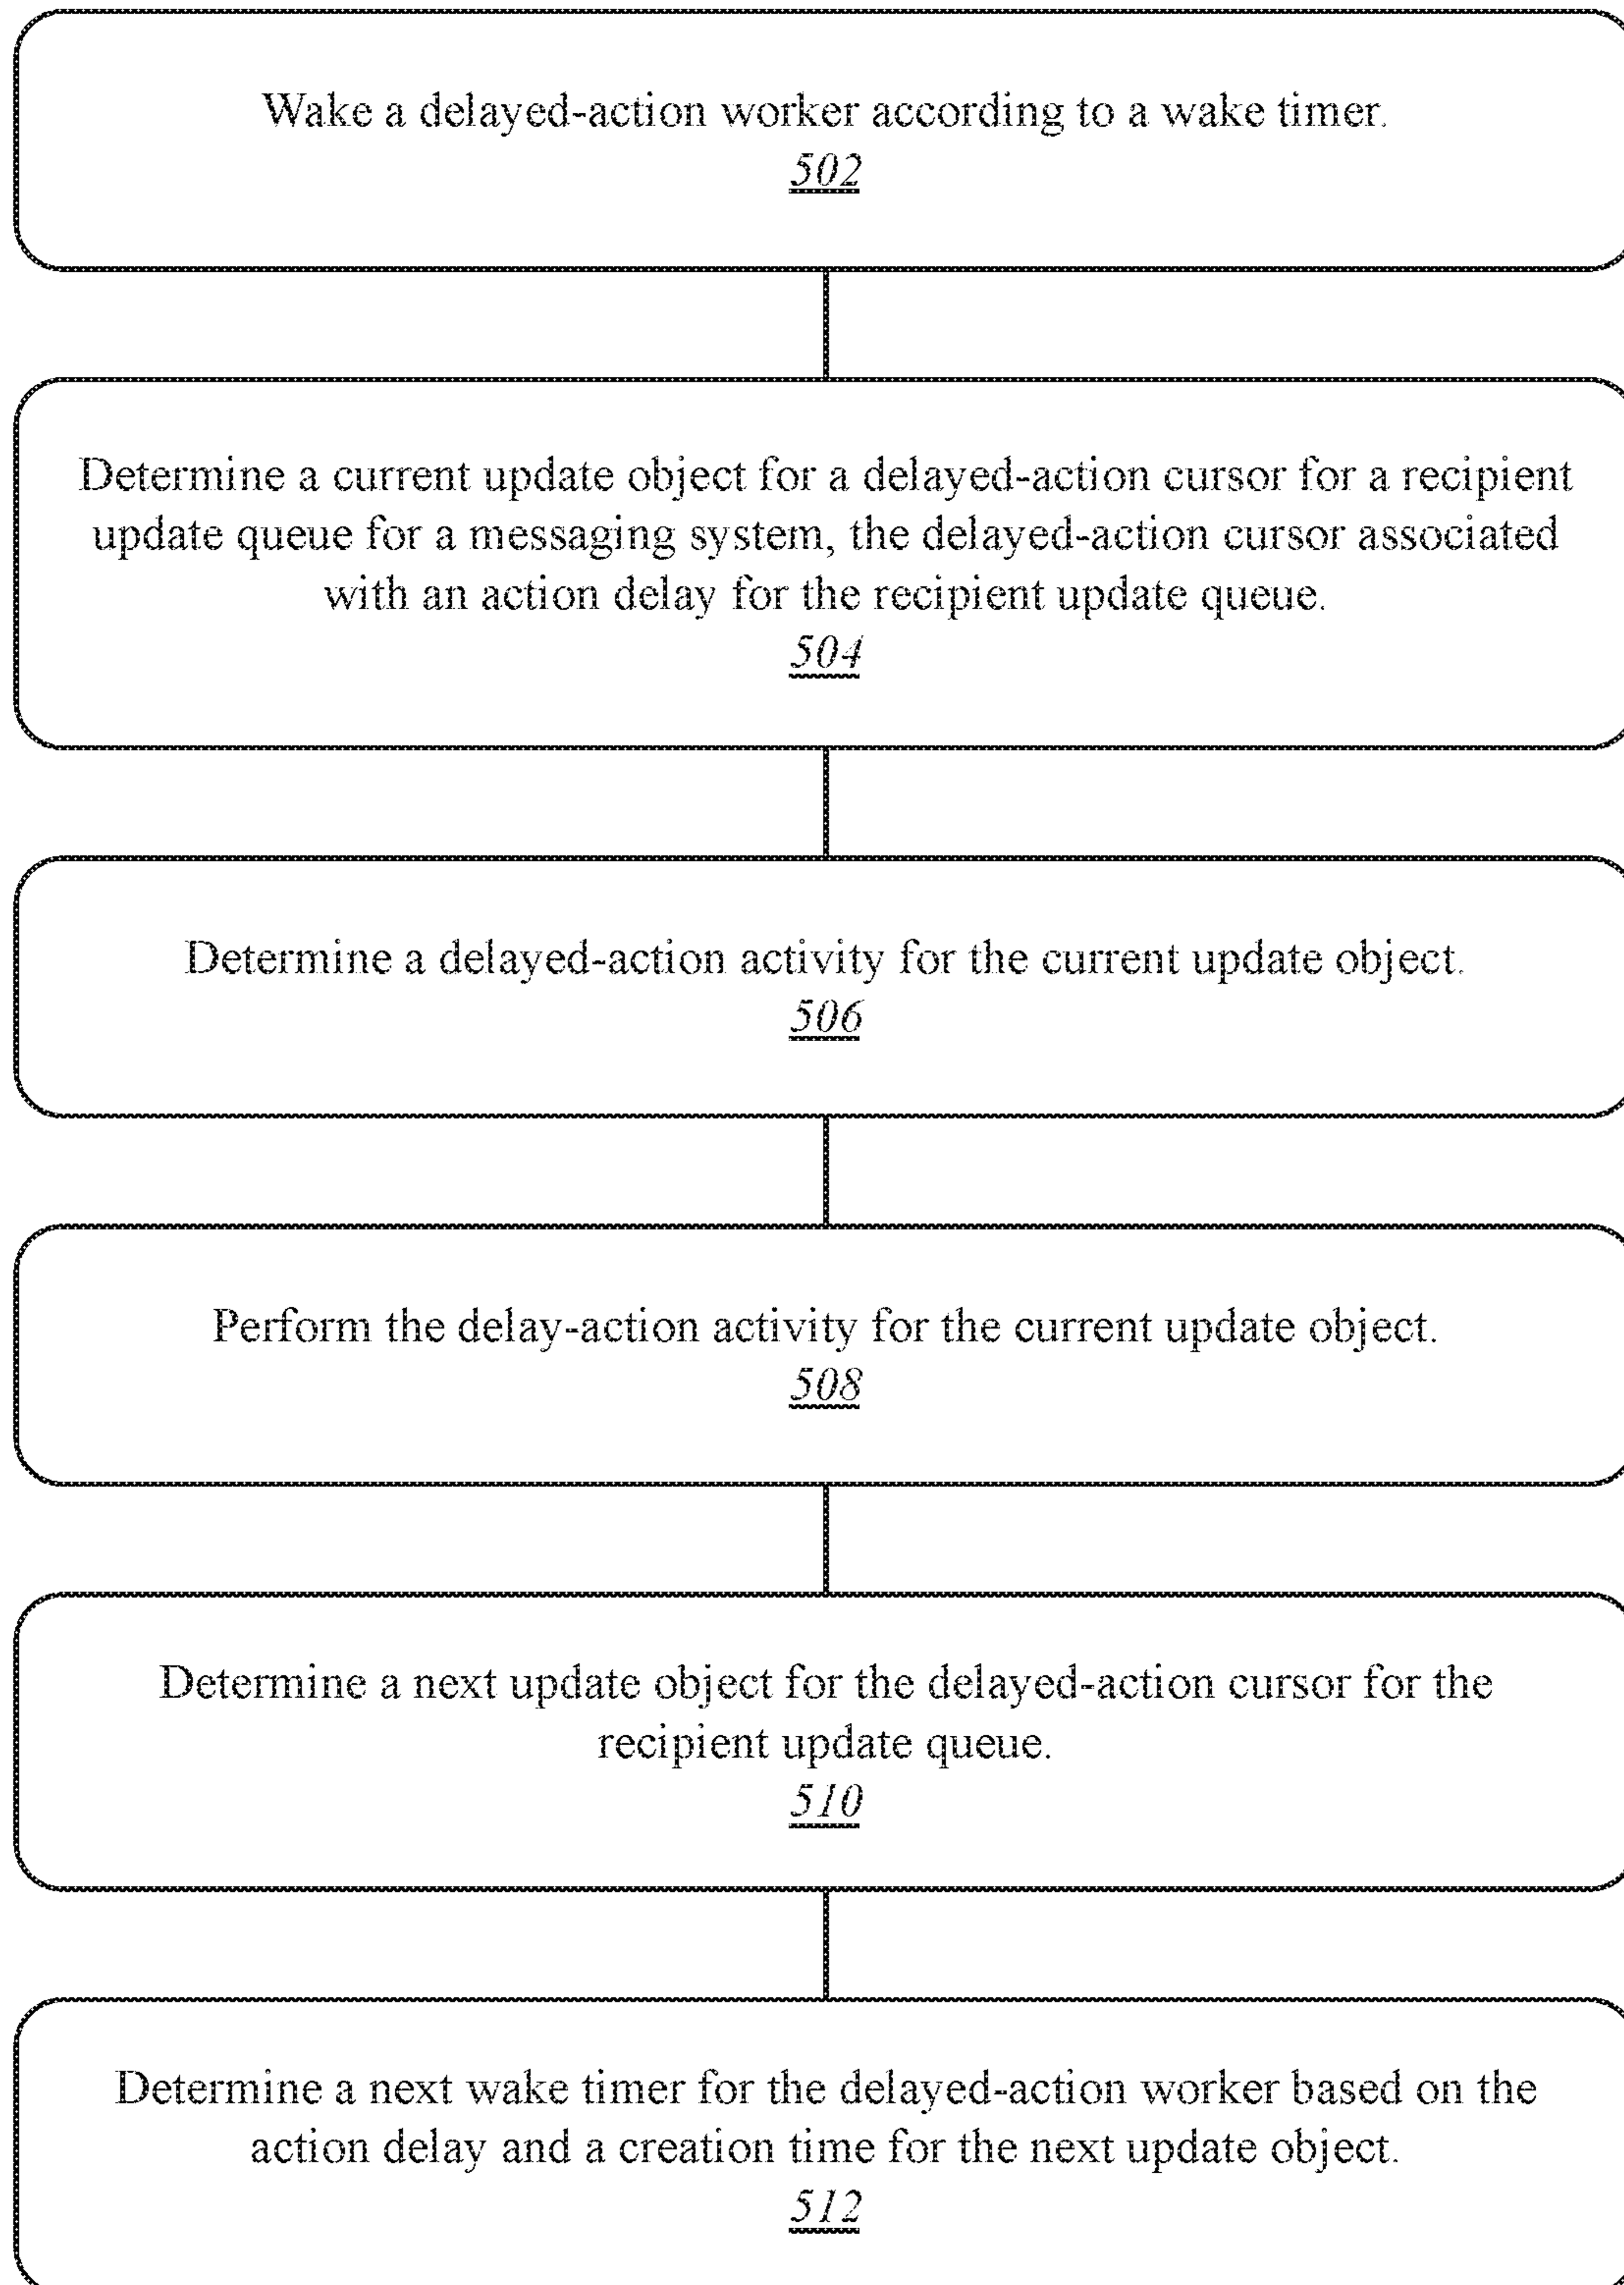 Wake a delayed-action worker according to a wake timer.
502
Determine a current update object for a delayed-action cursor for a recipient
update queue for a messaging system, the delayed-action cursor associated
with an action delay for the recipient update queue.
504
Determine a delayed-action activity for the current update object.
506
Perform the delay-action activity for the current update object.
508
Determine a next update object for the delayed-action cursor for the
recipient update queue.
510
Determine a next wake timer for the delayed-action worker based on the
action delay and a creation time for the next update object.
512